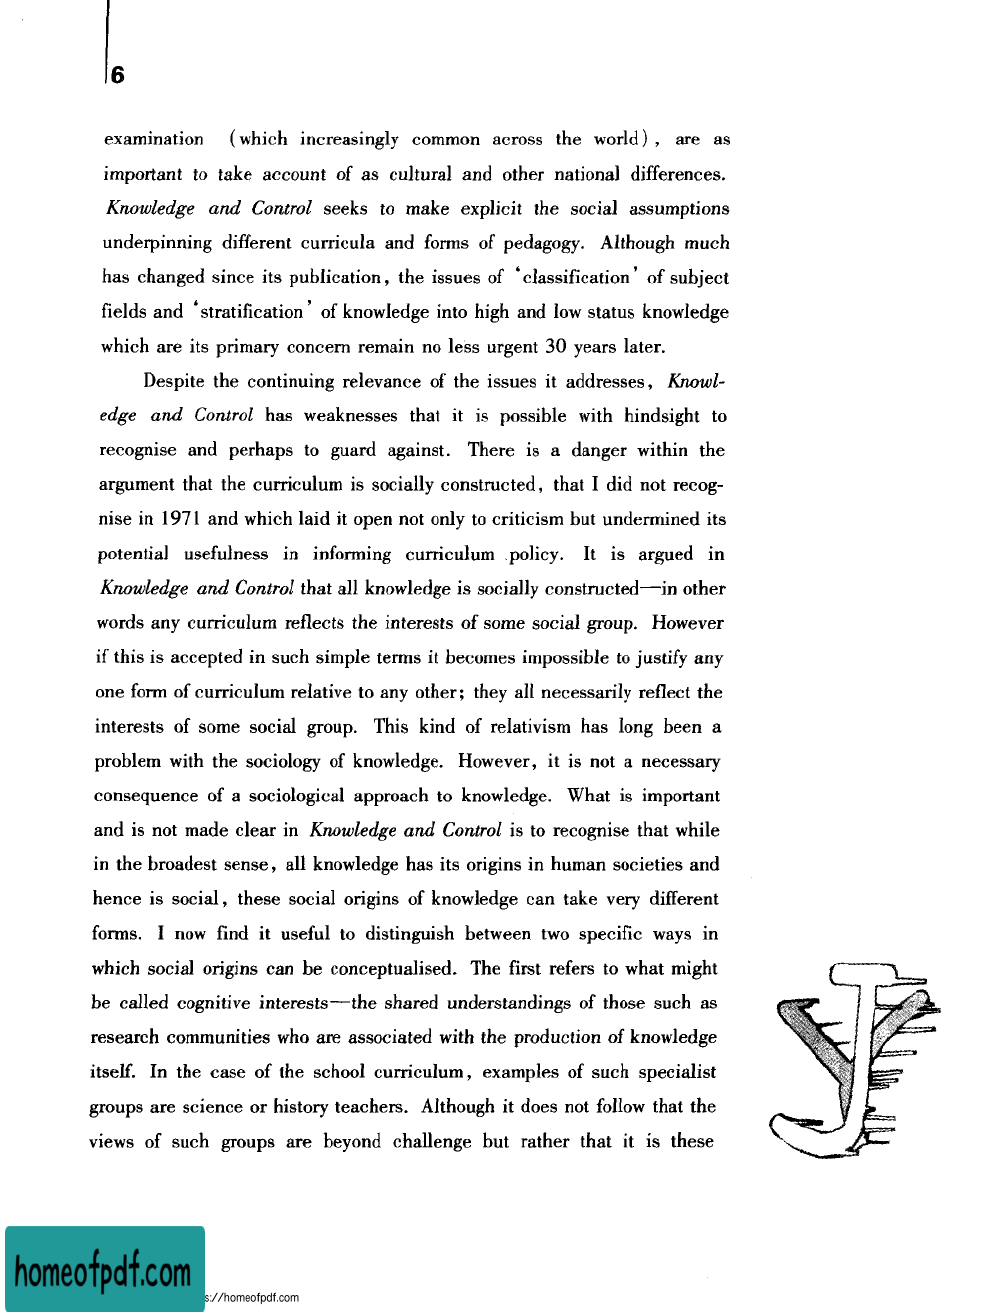 6
examination (which increasingly common across the world), are as
important to take account of as cultural and other national differences.
Knowledge and Control seeks to make explicit the social assumptions
underpinning different curricula and forms of pedagogy. Although much
has changed since its publication, the issues of ‘classification’ of subject
fields and ‘stratification’ of knowledge into high and low status knowledge
which are its primary concern remain no less urgent 30 years later.
Despite the continuing relevance of the issues it addresses, Knowl-
edge and Control has weaknesses that it is possible with hindsight to
recognise and perhaps to guard against. There is a danger within the
argument that the curriculum is socially constructed, that I did not recog-
nise in 1971 and which laid it open not only to criticism but undermined its
potential usefulness in informing curriculum policy. It is argued in
Knowledge and Control that all knowledge is socially constructed—in other
words any curriculum reflects the interests of some social group. However
if this is accepted in such simple terms it becomes impossible to justify any
one form of curriculum relative to any other; they all necessarily reflect the
interests of some social group. This kind of relativism has long been a
problem with the sociology of knowledge. However, it is not a necessary
consequence of a sociological approach to knowledge. What is important
and is not made clear in Knowledge and Control is to recognise that while
in the broadest sense, all knowledge has its origins in human societies and
hence is social, these social origins of knowledge can take very different
forms. I now find it useful to distinguish between two specific ways in
which social origins can be conceptualised. The first refers to what might
be called cognitive interests—the shared understandings of those such as
research communities who are associated with the production of knowledge
itself. In the case of the school curriculum, examples of such specialist
groups are science or history teachers. Although it does not follow that the
views of such groups are beyond challenge but rather that it is these
homeofpdf.com
s://homeofpdf.com